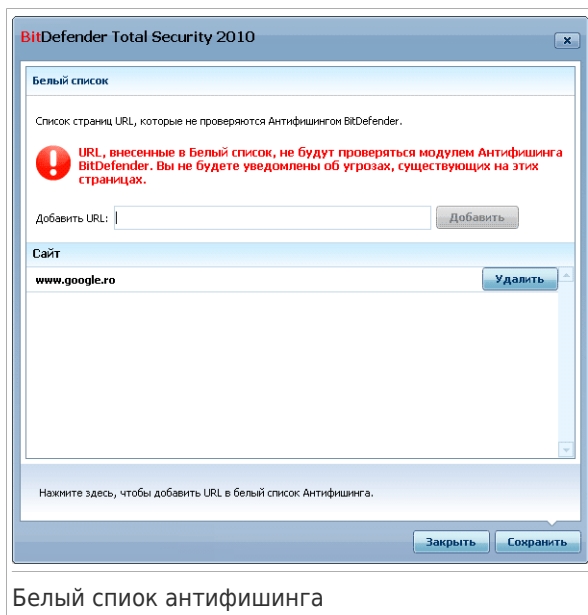 BitDefender Total Security 2010
Белый список
Список страниц URL, которые не проверяются Антифишингом BitDefender.
URL, внесенные в Белый список, не будут проверяться модулем Антифишинга
BitDefender. Вы не будете уведомлены об угрозах, существующих на этих
страницах.
Добавить URL:
Добавить
Сайт
www.google.ro
Удалить
Нажмите здесь, чтобы добавить URL в белый список Антифишинга.
Закрыть
Сохранить
Белый спиок антифишинга